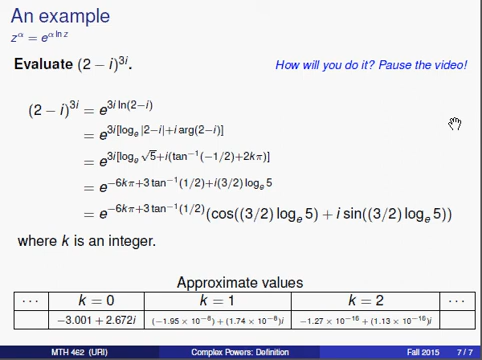 An example
z^α = e^{α ln z}
Evaluate (2 − i)^{3i}.
How will you do it? Pause the video!
(2 − i)^{3i} = e^{3i ln(2−i)}
= e^{3i[log_e |2−i|+i arg(2−i)]}
= e^{3i[log_e √5+i(tan^{−1}(−1/2)+2kπ)]}
= e^{−6kπ+3 tan^{−1}(1/2)+i(3/2) log_e 5}
= e^{−6kπ+3 tan^{−1}(1/2)}(cos((3/2) log_e 5) + i sin((3/2) log_e 5))
where k is an integer.
Approximate values
··· k = 0 k = 1 k = 2 ···
−3.001 + 2.672i (−1.95 × 10^{−8}) + (1.74 × 10^{−8})i −1.27 × 10^{−16} + (1.13 × 10^{−16})i
MTH 462 (URI) Complex Powers: Definition Fall 2015 7 / 7